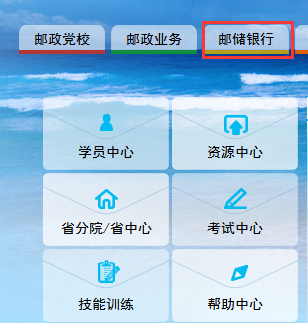 邮政党校 邮政业务 邮储银行
学员中心 资源中心
省分院/省中心 考试中心
技能训练 帮助中心